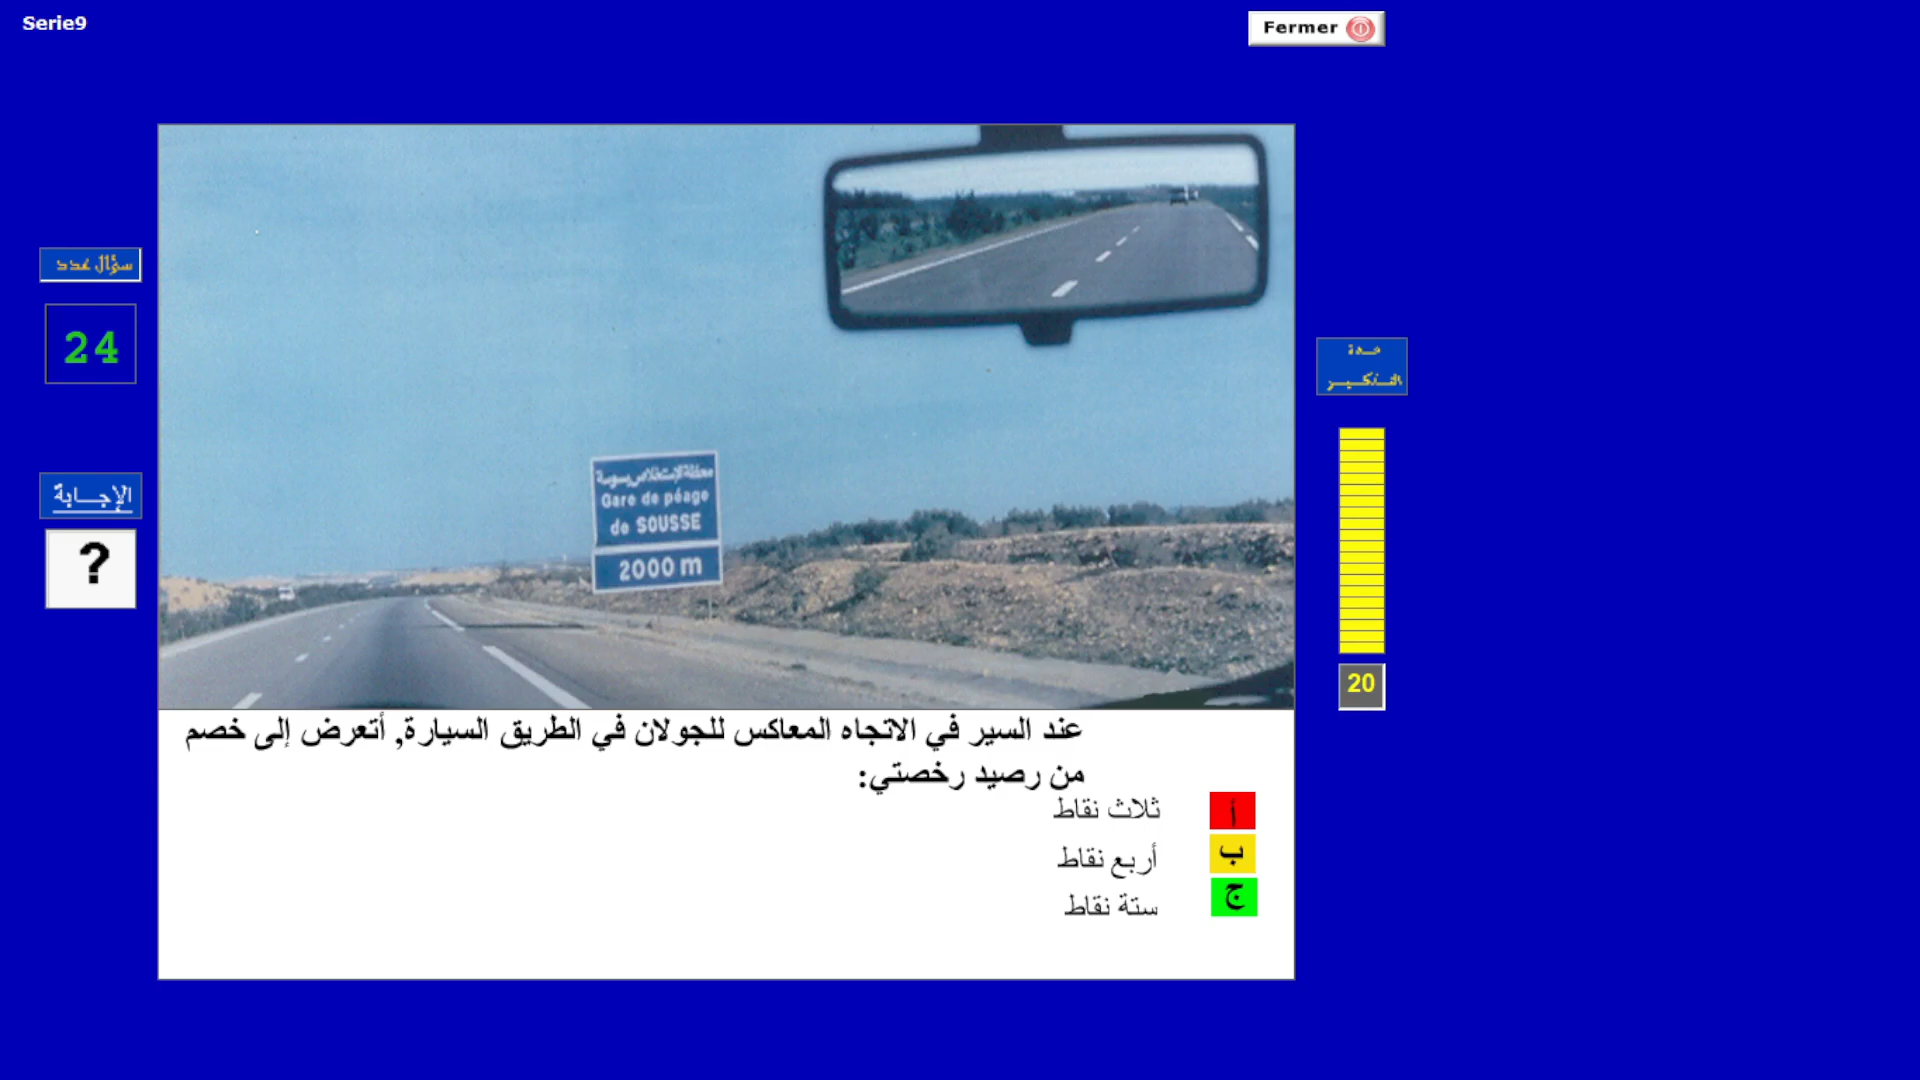 Serie9
Fermer
سؤال عدد
24
الإجابة
?
محطة الإستخلاص بسوسة
Gare de péage
de SOUSSE
2000 m
مدة
التفكير
20
عند السير في الاتجاه المعاكس للجولان في الطريق السيارة, أتعرض إلى خصم
من رصيد رخصتي:
أ ثلاث نقاط
ب أربع نقاط
ج ستة نقاط